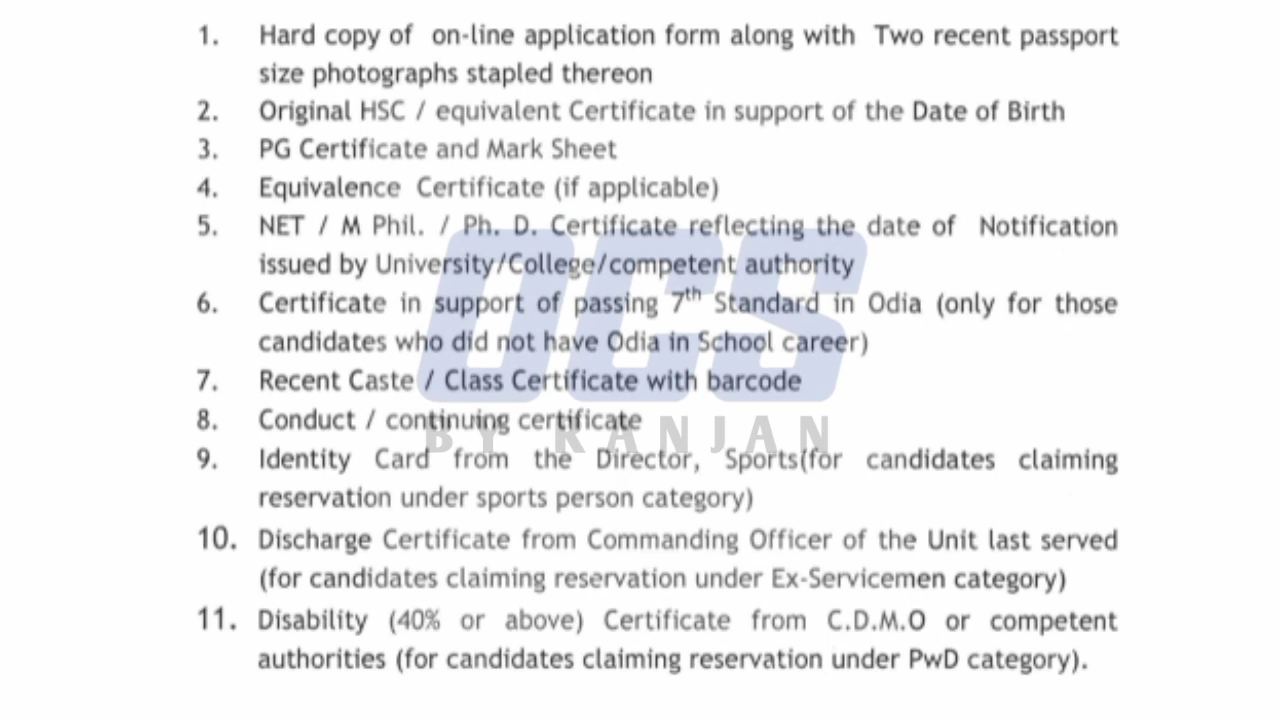 1. Hard copy of on-line application form along with Two recent passport
size photographs stapled thereon
2. Original HSC / equivalent Certificate in support of the Date of Birth
3. PG Certificate and Mark Sheet
4. Equivalence Certificate (if applicable)
5. NET / M Phil. / Ph. D. Certificate reflecting the date of Notification
issued by University/College/competent authority
6. Certificate in support of passing 7th Standard in Odia (only for those
candidates who did not have Odia in School career)
7. Recent Caste / Class Certificate with barcode
8. Conduct / continuing certificate
9. Identity Card from the Director, Sports(for candidates claiming
reservation under sports person category)
10. Discharge Certificate from Commanding Officer of the Unit last served
(for candidates claiming reservation under Ex-Servicemen category)
11. Disability (40% or above) Certificate from C.D.M.O or competent
authorities (for candidates claiming reservation under PwD category).
OCS
BY RANJAN